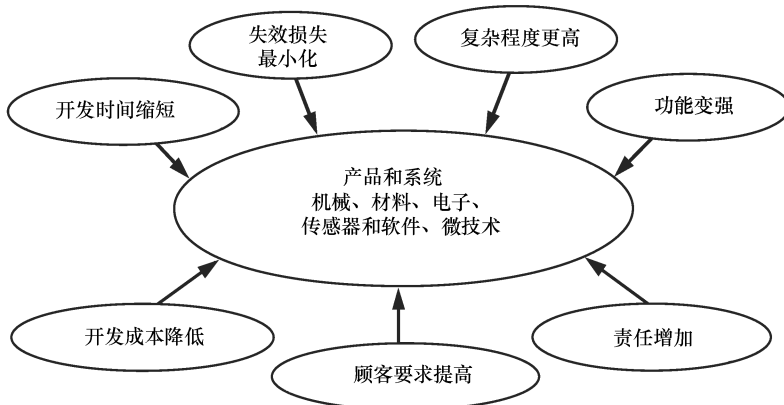 失效损失
最小化
复杂程度更高
开发时间缩短
功能变强
产品和系统
机械、材料、电子、
传感器和软件、微技术
开发成本降低
责任增加
顾客要求提高